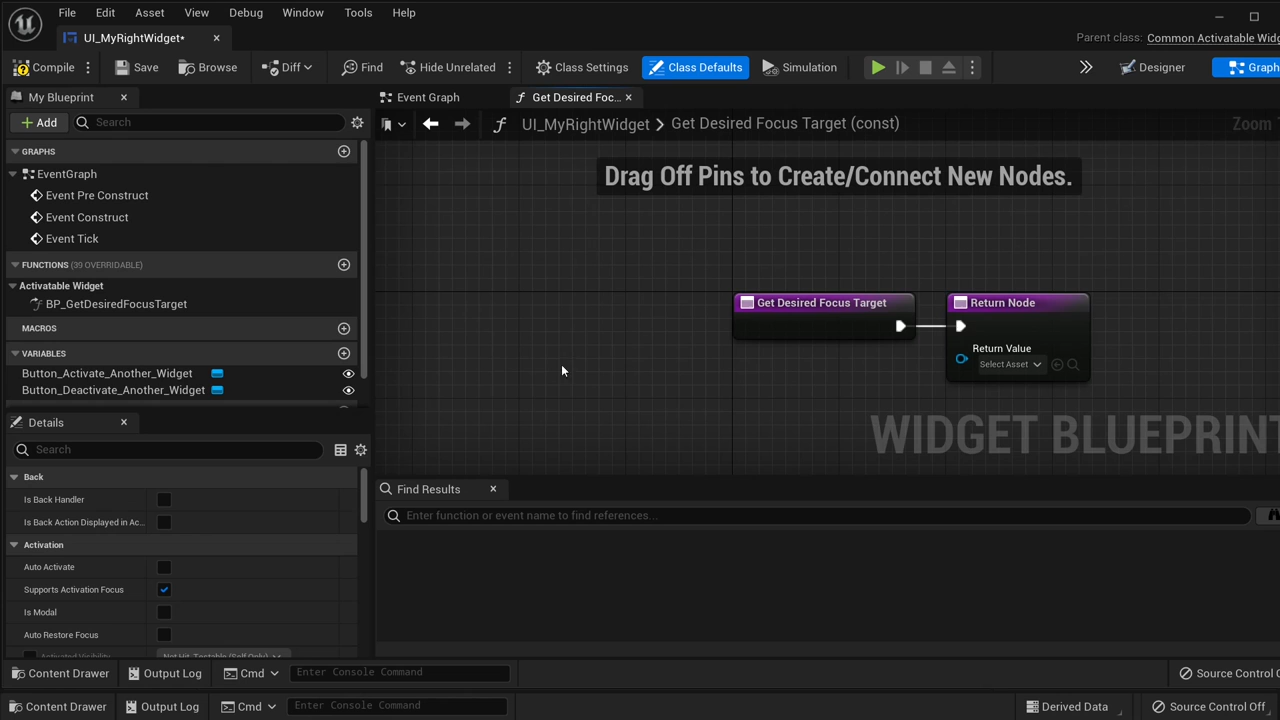 File Edit Asset View Debug Window Tools Help
UI_MyRightWidget*
Parent class: Common Activatable Widg
Compile Save Browse Diff Find Hide Unrelated Class Settings Class Defaults Simulation Designer Graph
My Blueprint
Event Graph
Get Desired Foc...
Add Search
UI_MyRightWidget > Get Desired Focus Target (const)
Zoom
Drag Off Pins to Create/Connect New Nodes.
GRAPHS
EventGraph
Event Pre Construct
Event Construct
Event Tick
FUNCTIONS (39 OVERRIDABLE)
Activatable Widget
BP_GetDesiredFocusTarget
MACROS
VARIABLES
Button_Activate_Another_Widget
Button_Deactivate_Another_Widget
Get Desired Focus Target
Return Node
Return Value
Select Asset
WIDGET BLUEPRINT
Details
Search
Back
Is Back Handler
Is Back Action Displayed in Ac...
Activation
Auto Activate
Supports Activation Focus
Is Modal
Auto Restore Focus
Activated Visibility Not Hit-Testable (Self Only)
Find Results
Enter function or event name to find references...
Content Drawer Output Log Cmd Enter Console Command Source Control O
Content Drawer Output Log Cmd Enter Console Command Derived Data Source Control Off